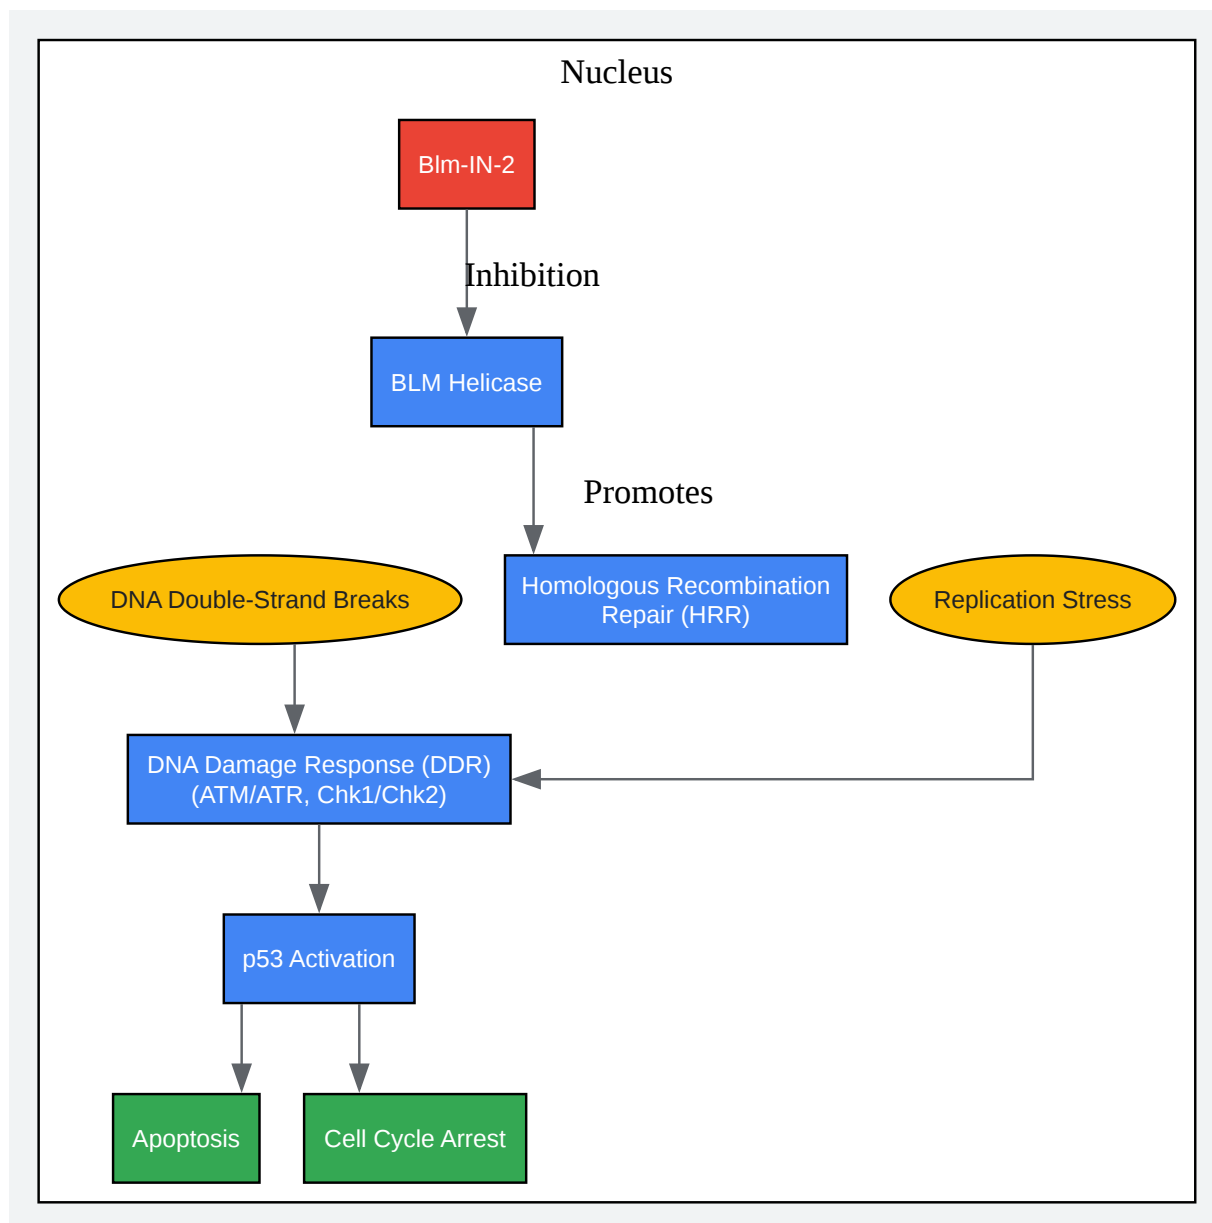 Nucleus
Blm-IN-2
Inhibition
BLM Helicase
Promotes
DNA Double-Strand Breaks
Homologous Recombination
Repair (HRR)
Replication Stress
DNA Damage Response (DDR)
(ATM/ATR, Chk1/Chk2)
p53 Activation
Apoptosis
Cell Cycle Arrest